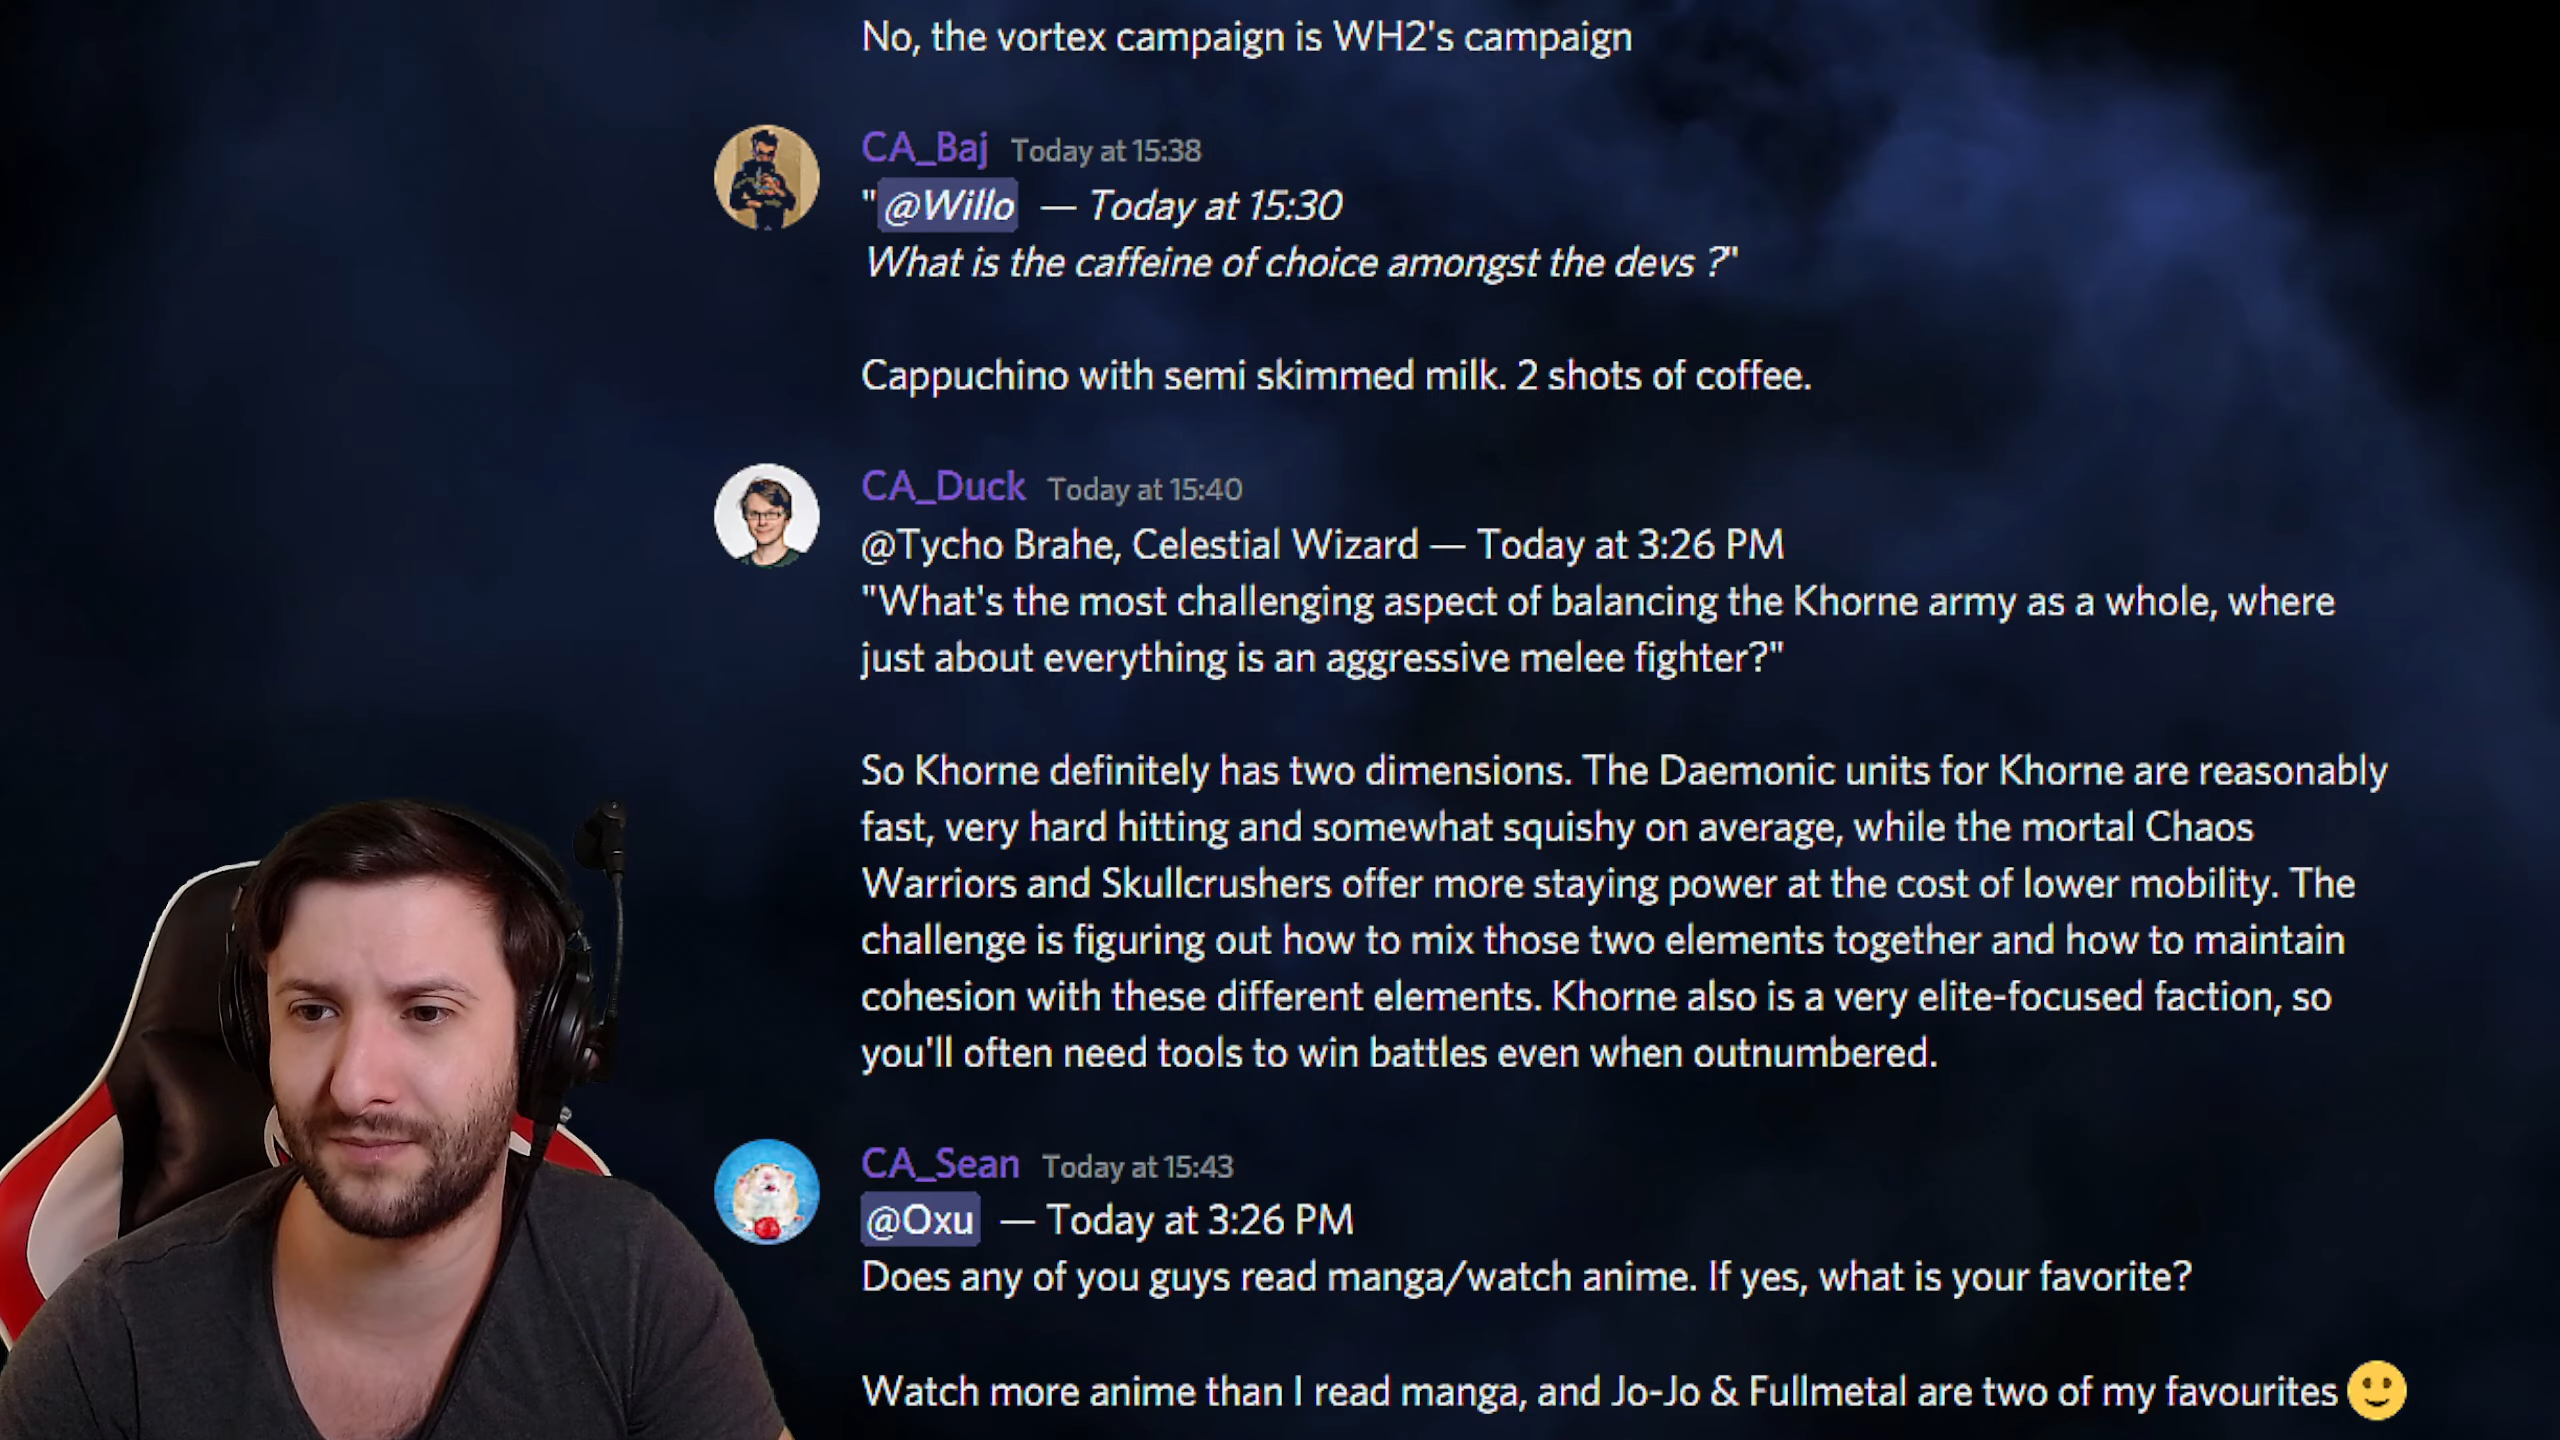 No, the vortex campaign is WH2's campaign
CA_Baj Today at 15:38
"@Willo — Today at 15:30
What is the caffeine of choice amongst the devs ?"
Cappuchino with semi skimmed milk. 2 shots of coffee.
CA_Duck Today at 15:40
@Tycho Brahe, Celestial Wizard — Today at 3:26 PM
"What's the most challenging aspect of balancing the Khorne army as a whole, where
just about everything is an aggressive melee fighter?"
So Khorne definitely has two dimensions. The Daemonic units for Khorne are reasonably
fast, very hard hitting and somewhat squishy on average, while the mortal Chaos
Warriors and Skullcrushers offer more staying power at the cost of lower mobility. The
challenge is figuring out how to mix those two elements together and how to maintain
cohesion with these different elements. Khorne also is a very elite-focused faction, so
you'll often need tools to win battles even when outnumbered.
CA_Sean Today at 15:43
@Oxu — Today at 3:26 PM
Does any of you guys read manga/watch anime. If yes, what is your favorite?
Watch more anime than I read manga, and Jo-Jo & Fullmetal are two of my favourites 🙂